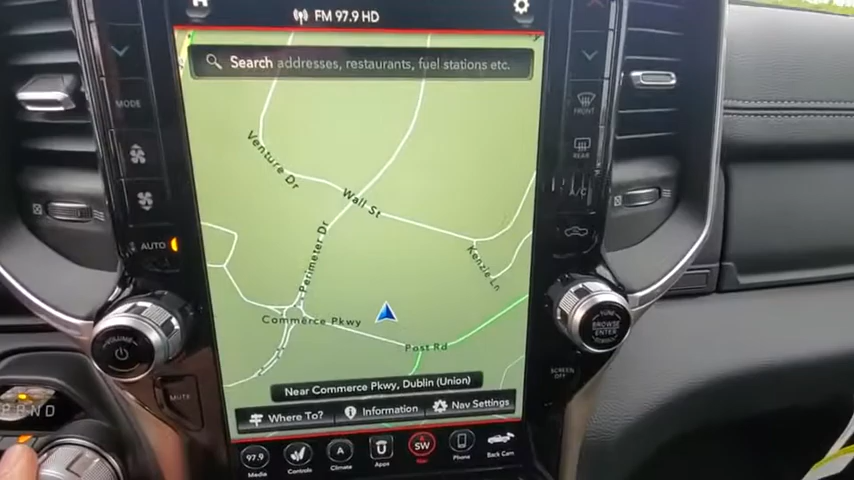 FM 97.9 HD
Search addresses, restaurants, fuel stations etc.
MODE
FRONT
REAR
A/C
AUTO
Venture Dr
Wall St
Perimeter Dr
Kenzie Ln
Commerce Pkwy
Post Rd
VOLUME
MUTE
TUNE
BROWSE
ENTER
SCREEN
OFF
Near Commerce Pkwy, Dublin (Union)
Where To?
Information
Nav Settings
P R N D
97.9
A
U
SW
Media
Controls
Climate
Apps
Nav
Phone
Back Cam